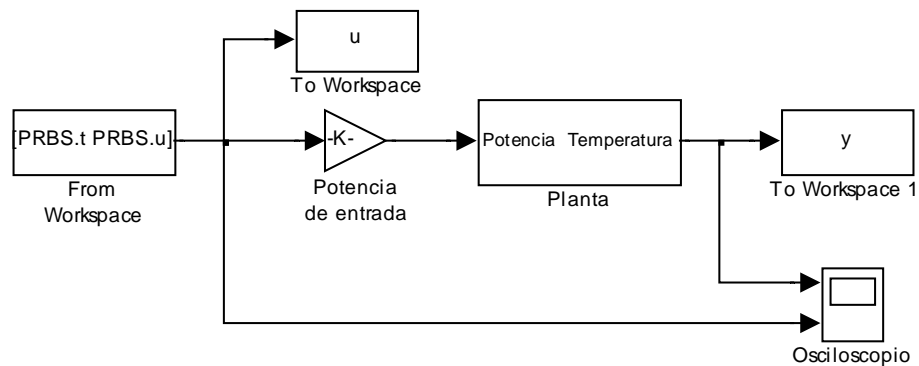 u
To Workspace
[PRBS.t PRBS.u]
From
Workspace
-K-
Potencia
de entrada
Potencia Temperatura
Planta
y
To Workspace 1
Osciloscopio